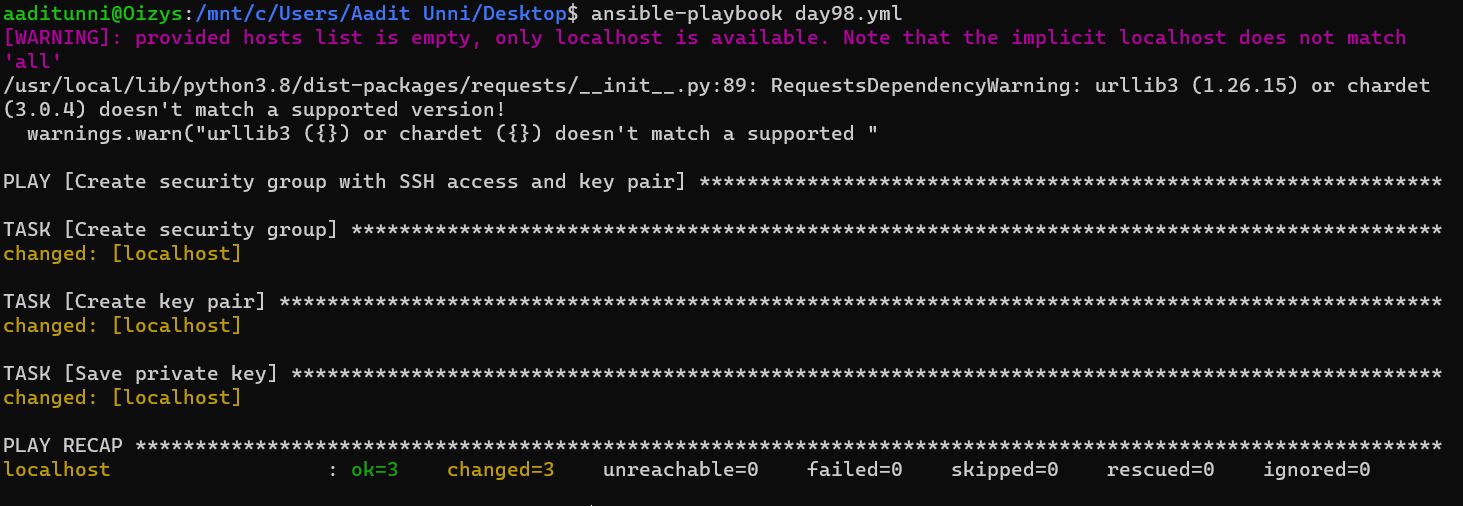 aaditunni@Oizys:/mnt/c/Users/Aadit Unni/Desktop$ ansible-playbook day98.yml
[WARNING]: provided hosts list is empty, only localhost is available. Note that the implicit localhost does not match
'all'
/usr/local/lib/python3.8/dist-packages/requests/__init__.py:89: RequestsDependencyWarning: urllib3 (1.26.15) or chardet
(3.0.4) doesn't match a supported version!
  warnings.warn("urllib3 ({}) or chardet ({}) doesn't match a supported "
PLAY [Create security group with SSH access and key pair] **************************************************************
TASK [Create security group] *******************************************************************************************
changed: [localhost]
TASK [Create key pair] *************************************************************************************************
changed: [localhost]
TASK [Save private key] ************************************************************************************************
changed: [localhost]
PLAY RECAP *************************************************************************************************************
localhost                  : ok=3    changed=3    unreachable=0    failed=0    skipped=0    rescued=0    ignored=0